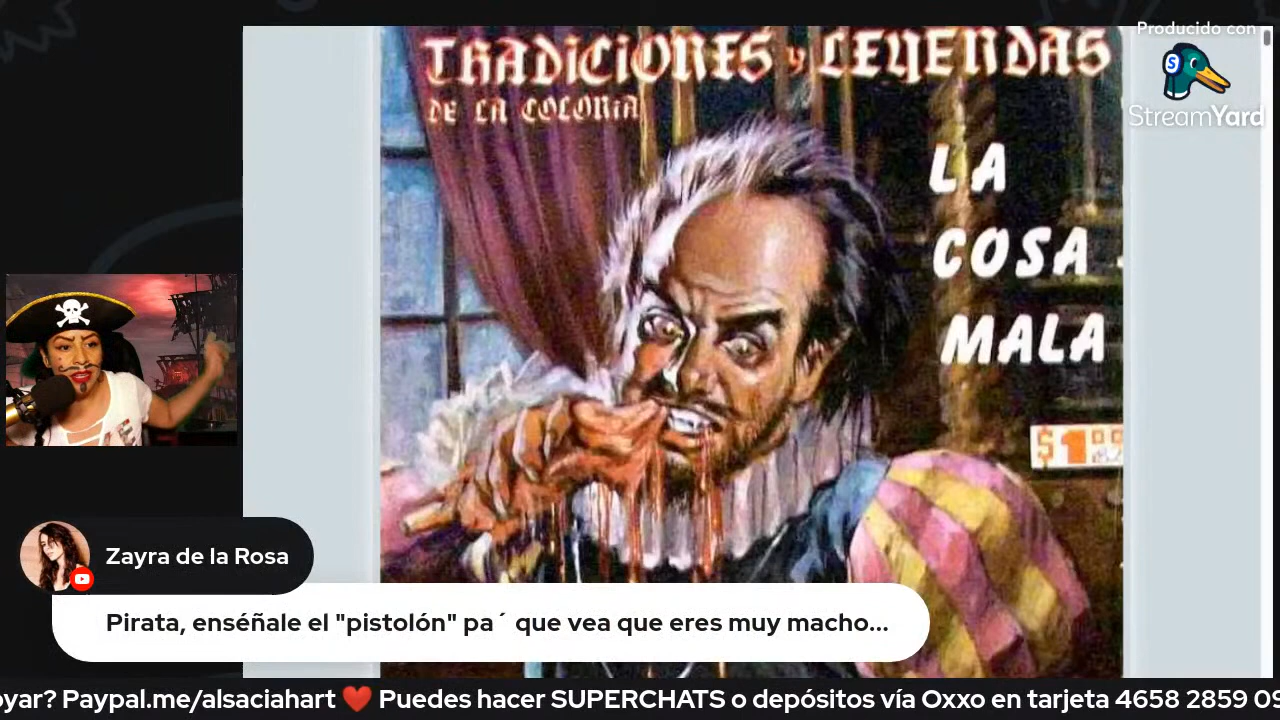 Producido con
StreamYard
TRADICIONES y LEYENDAS
DE LA COLONIA
LA
COSA
MALA
$1
Zayra de la Rosa
Pirata, enséñale el "pistolón" pa´ que vea que eres muy macho...
oyar? Paypal.me/alsaciahart ❤️ Puedes hacer SUPERCHATS o depósitos vía Oxxo en tarjeta 4658 2859 09